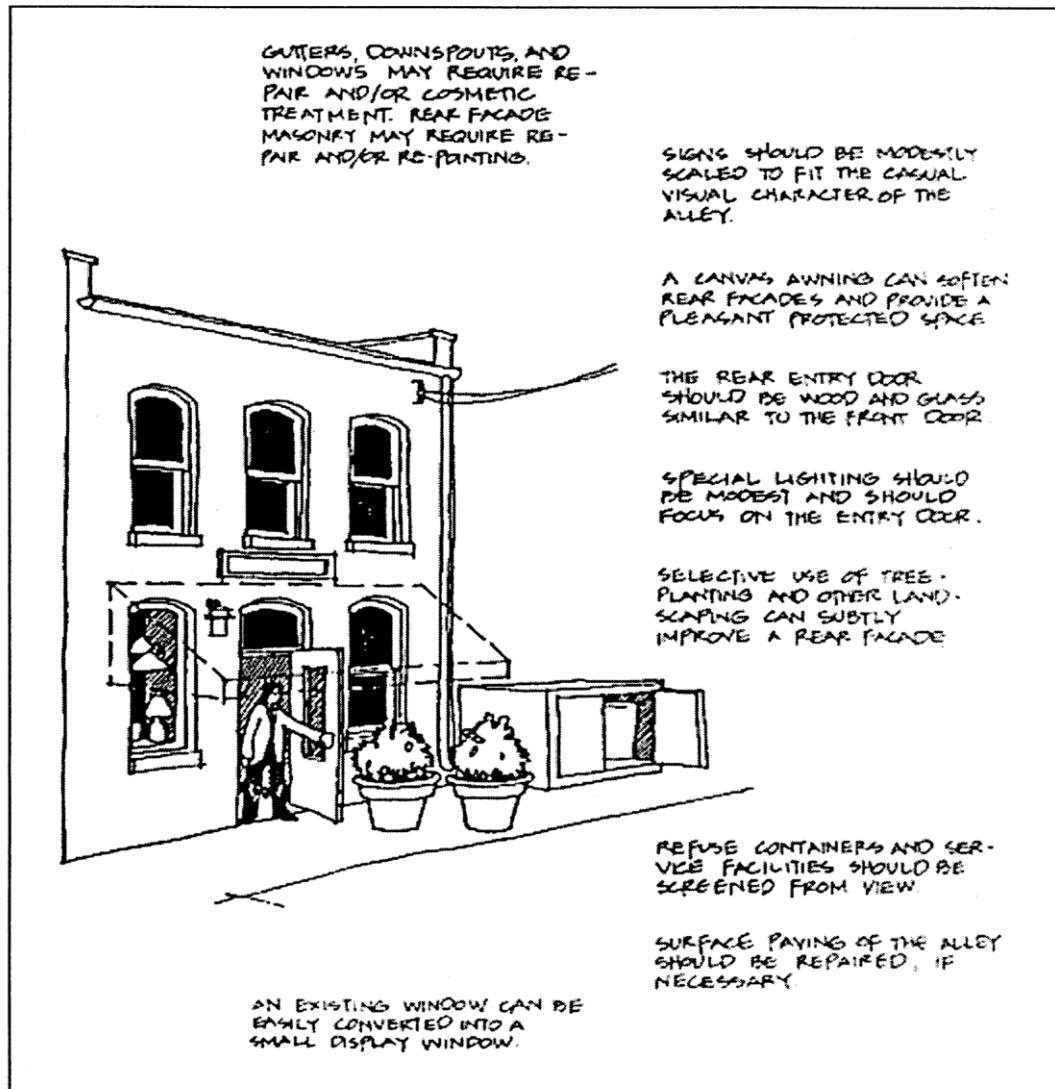 GUTTERS, DOWNSPOUTS, AND
WINDOWS MAY REQUIRE RE-
PAIR AND/OR COSMETIC
TREATMENT. REAR FACADE
MASONRY MAY REQUIRE RE-
PAIR AND/OR RE-POINTING.
SIGNS SHOULD BE MODESTLY
SCALED TO FIT THE CASUAL
VISUAL CHARACTER OF THE
ALLEY.
A CANVAS AWNING CAN SOFTEN
REAR FACADES AND PROVIDE A
PLEASANT PROTECTED SPACE
THE REAR ENTRY DOOR
SHOULD BE WOOD AND GLASS
SIMILAR TO THE FRONT DOOR.
SPECIAL LIGHTING SHOULD
BE MODEST AND SHOULD
FOCUS ON THE ENTRY DOOR.
SELECTIVE USE OF TREE-
PLANTING AND OTHER LAND-
SCAPING CAN SUBTLY
IMPROVE A REAR FACADE
REFUSE CONTAINERS AND SER-
VICE FACILITIES SHOULD BE
SCREENED FROM VIEW.
SURFACE PAVING OF THE ALLEY
SHOULD BE REPAIRED, IF
NECESSARY.
AN EXISTING WINDOW CAN BE
EASILY CONVERTED INTO A
SMALL DISPLAY WINDOW.